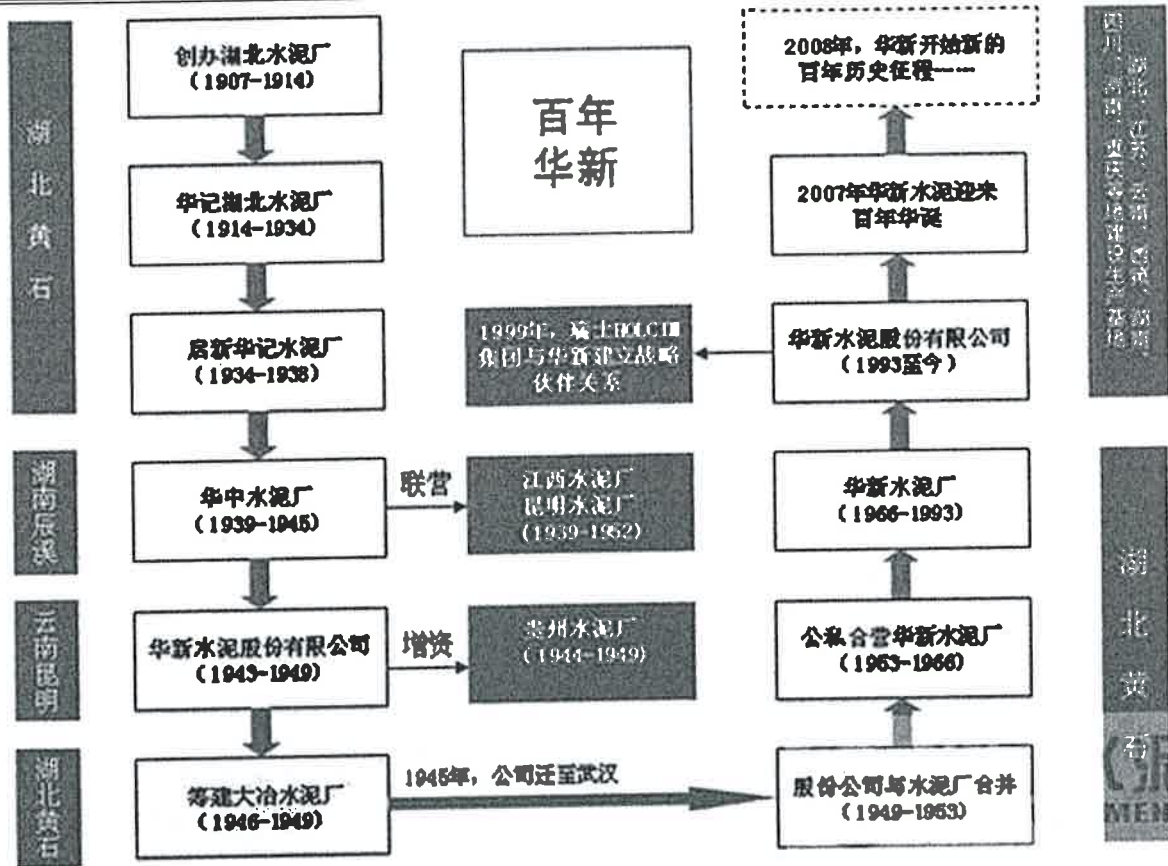 湖北黄石
创办湖北水泥厂
(1907-1914)
华记湖北水泥厂
(1914-1934)
启新华记水泥厂
(1934-1938)
湖南辰溪
华中水泥厂
(1939-1945)
联营
江西水泥厂
昆明水泥厂
(1939-1952)
云南昆明
华新水泥股份有限公司
(1943-1949)
增资
贵州水泥厂
(1944-1949)
湖北黄石
筹建大冶水泥厂
(1946-1949)
1945年，公司迁至武汉
百年
华新
2008年，华新开始新的
百年历史征程……
2007年华新水泥迎来
百年华诞
华新水泥股份有限公司
(1993至今)
1999年，瑞士HOLCIM
集团与华新建立战略
伙伴关系
华新水泥厂
(1966-1993)
公私合营华新水泥厂
(1953-1966)
股份公司与水泥厂合并
(1949-1953)
湖北黄石
MEN